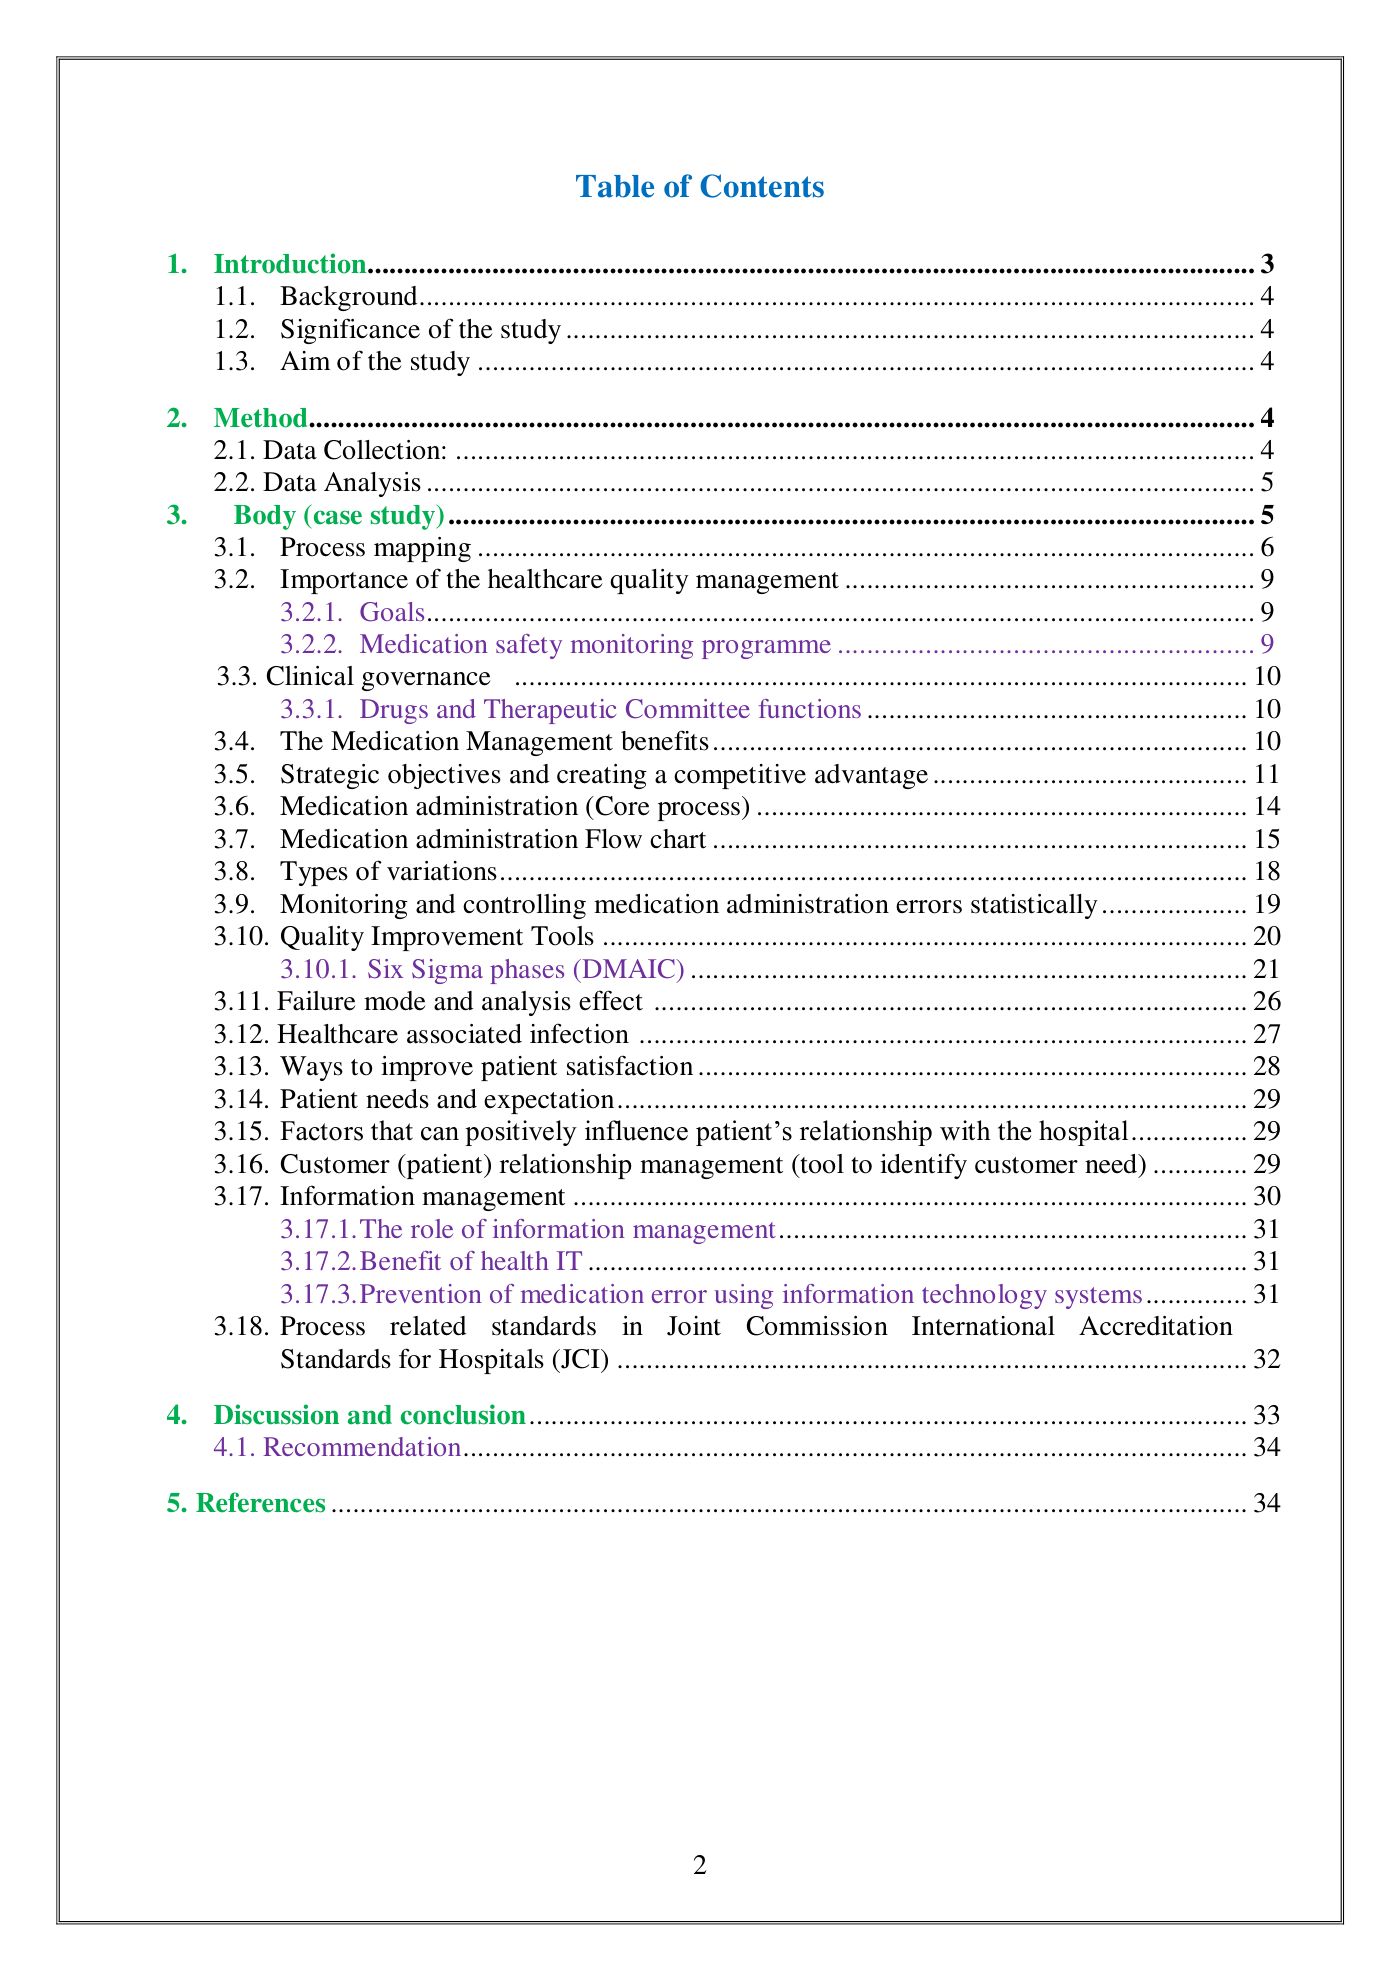 Table of Contents
1. Introduction.......................................................................................................................... 3
1.1. Background................................................................................................................... 4
1.2. Significance of the study .............................................................................................. 4
1.3. Aim of the study ........................................................................................................... 4
2. Method.................................................................................................................................. 4
2.1. Data Collection: ............................................................................................................. 4
2.2. Data Analysis ................................................................................................................. 5
3. Body (case study) ............................................................................................................... 5
3.1. Process mapping .......................................................................................................... 6
3.2. Importance of the healthcare quality management ........................................................ 9
3.2.1. Goals................................................................................................................. 9
3.2.2. Medication safety monitoring programme ......................................................... 9
3.3. Clinical governance ..................................................................................................... 10
3.3.1. Drugs and Therapeutic Committee functions .................................................... 10
3.4. The Medication Management benefits......................................................................... 10
3.5. Strategic objectives and creating a competitive advantage ........................................... 11
3.6. Medication administration (Core process) ................................................................... 14
3.7. Medication administration Flow chart ......................................................................... 15
3.8. Types of variations...................................................................................................... 18
3.9. Monitoring and controlling medication administration errors statistically .................... 19
3.10. Quality Improvement Tools ........................................................................................ 20
3.10.1. Six Sigma phases (DMAIC) ............................................................................ 21
3.11. Failure mode and analysis effect ................................................................................. 26
3.12. Healthcare associated infection ................................................................................... 27
3.13. Ways to improve patient satisfaction ........................................................................... 28
3.14. Patient needs and expectation...................................................................................... 29
3.15. Factors that can positively influence patient’s relationship with the hospital................ 29
3.16. Customer (patient) relationship management (tool to identify customer need) ............. 29
3.17. Information management ............................................................................................ 30
3.17.1.The role of information management................................................................ 31
3.17.2.Benefit of health IT .......................................................................................... 31
3.17.3.Prevention of medication error using information technology systems.............. 31
3.18. Process related standards in Joint Commission International Accreditation
Standards for Hospitals (JCI) ...................................................................................... 32
4. Discussion and conclusion.................................................................................................. 33
4.1. Recommendation........................................................................................................... 34
5. References ............................................................................................................................. 34
2